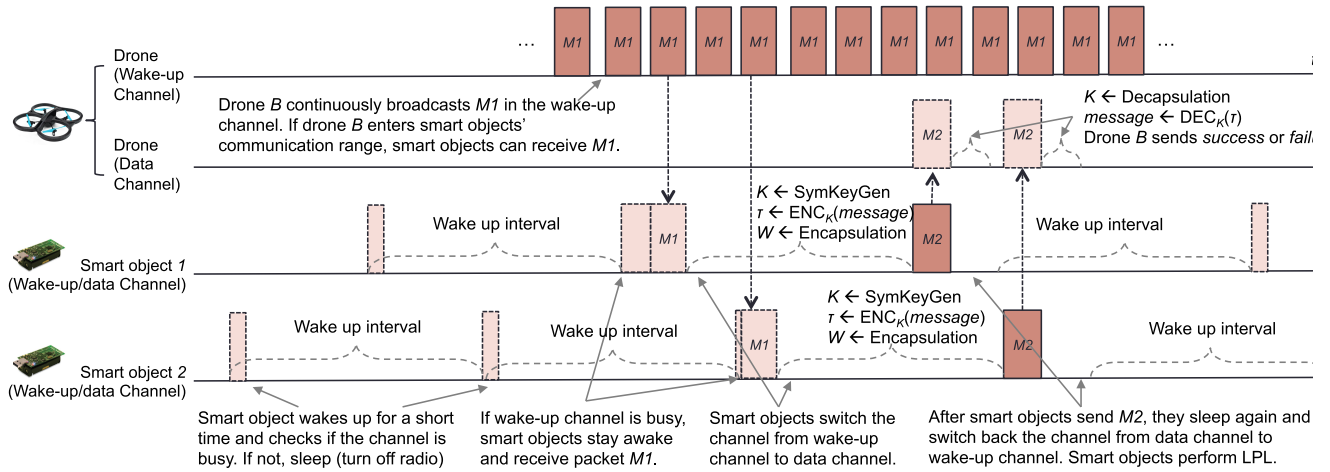 ... M1 M1 M1 M1 M1 M1 M1 M1 M1 M1 M1 M1 ...
Drone
(Wake-up
Channel)
Drone B continuously broadcasts M1 in the wake-up
channel. If drone B enters smart objects'
communication range, smart objects can receive M1.
K ← Decapsulation
message ← DEC_K(τ)
Drone B sends success or
M2 M2
Drone
(Data
Channel)
K ← SymKeyGen
τ ← ENC_K(message)
W ← Encapsulation
Wake up interval
M1
M2
Wake up interval
Smart object 1
(Wake-up/data Channel)
K ← SymKeyGen
τ ← ENC_K(message)
W ← Encapsulation
Wake up interval
Wake up interval
M1
M2
Wake up interval
Smart object 2
(Wake-up/data Channel)
Smart object wakes up for a short
time and checks if the channel is
busy. If not, sleep (turn off radio)
If wake-up channel is busy,
smart objects stay awake
and receive packet M1.
Smart objects switch the
channel from wake-up
channel to data channel.
After smart objects send M2, they sleep again and
switch back the channel from data channel to
wake-up channel. Smart objects perform LPL.